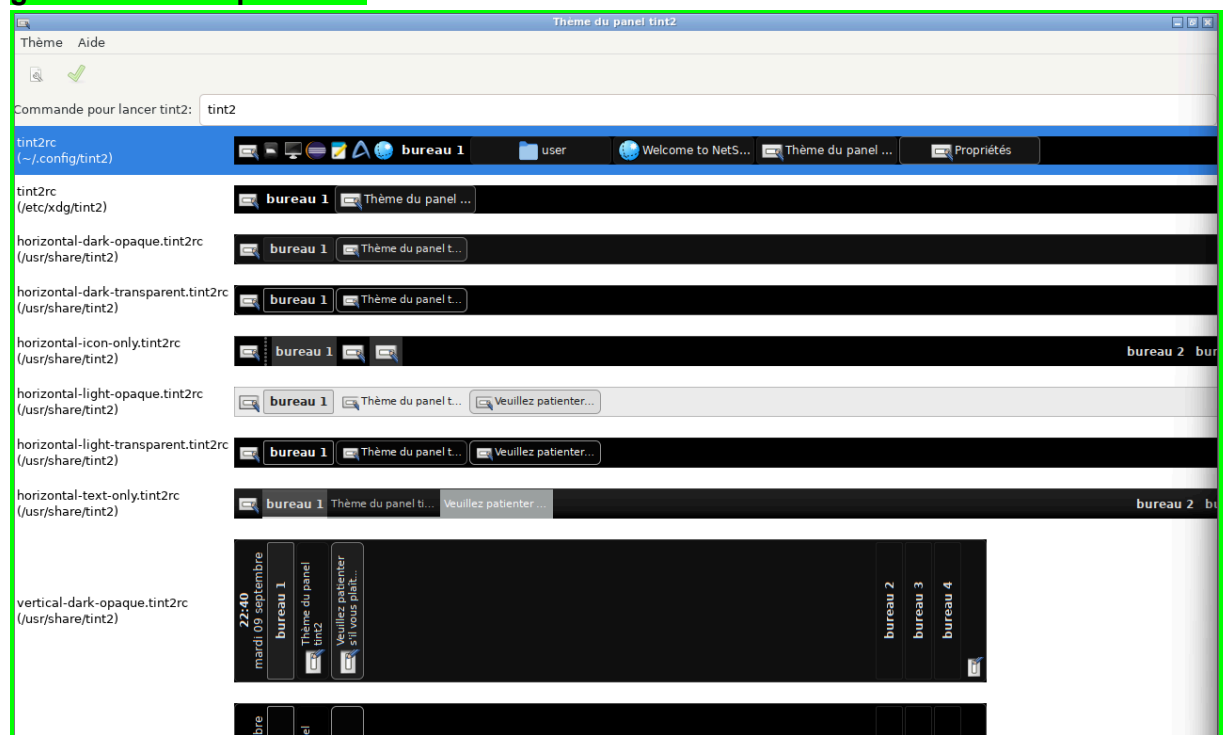 Thème du panel tint2
Thème Aide
Commande pour lancer tint2: tint2
tint2rc
(~/.config/tint2)
bureau 1 user Welcome to NetS... Thème du panel ... Propriétés
tint2rc
(/etc/xdg/tint2)
bureau 1 Thème du panel ...
horizontal-dark-opaque.tint2rc
(/usr/share/tint2)
bureau 1 Thème du panel t...
horizontal-dark-transparent.tint2rc
(/usr/share/tint2)
bureau 1 Thème du panel t...
horizontal-icon-only.tint2rc
(/usr/share/tint2)
bureau 1 bureau 2 bur
horizontal-light-opaque.tint2rc
(/usr/share/tint2)
bureau 1 Thème du panel t... Veuillez patienter...
horizontal-light-transparent.tint2rc
(/usr/share/tint2)
bureau 1 Thème du panel t... Veuillez patienter...
horizontal-text-only.tint2rc
(/usr/share/tint2)
bureau 1 Thème du panel ti... Veuillez patienter ... bureau 2 bu
vertical-dark-opaque.tint2rc
(/usr/share/tint2)
22:40
mardi 09 septembre
bureau 1
Thème du panel
tint2
Veuillez patienter
s'il vous plaît...
bureau 2
bureau 3
bureau 4